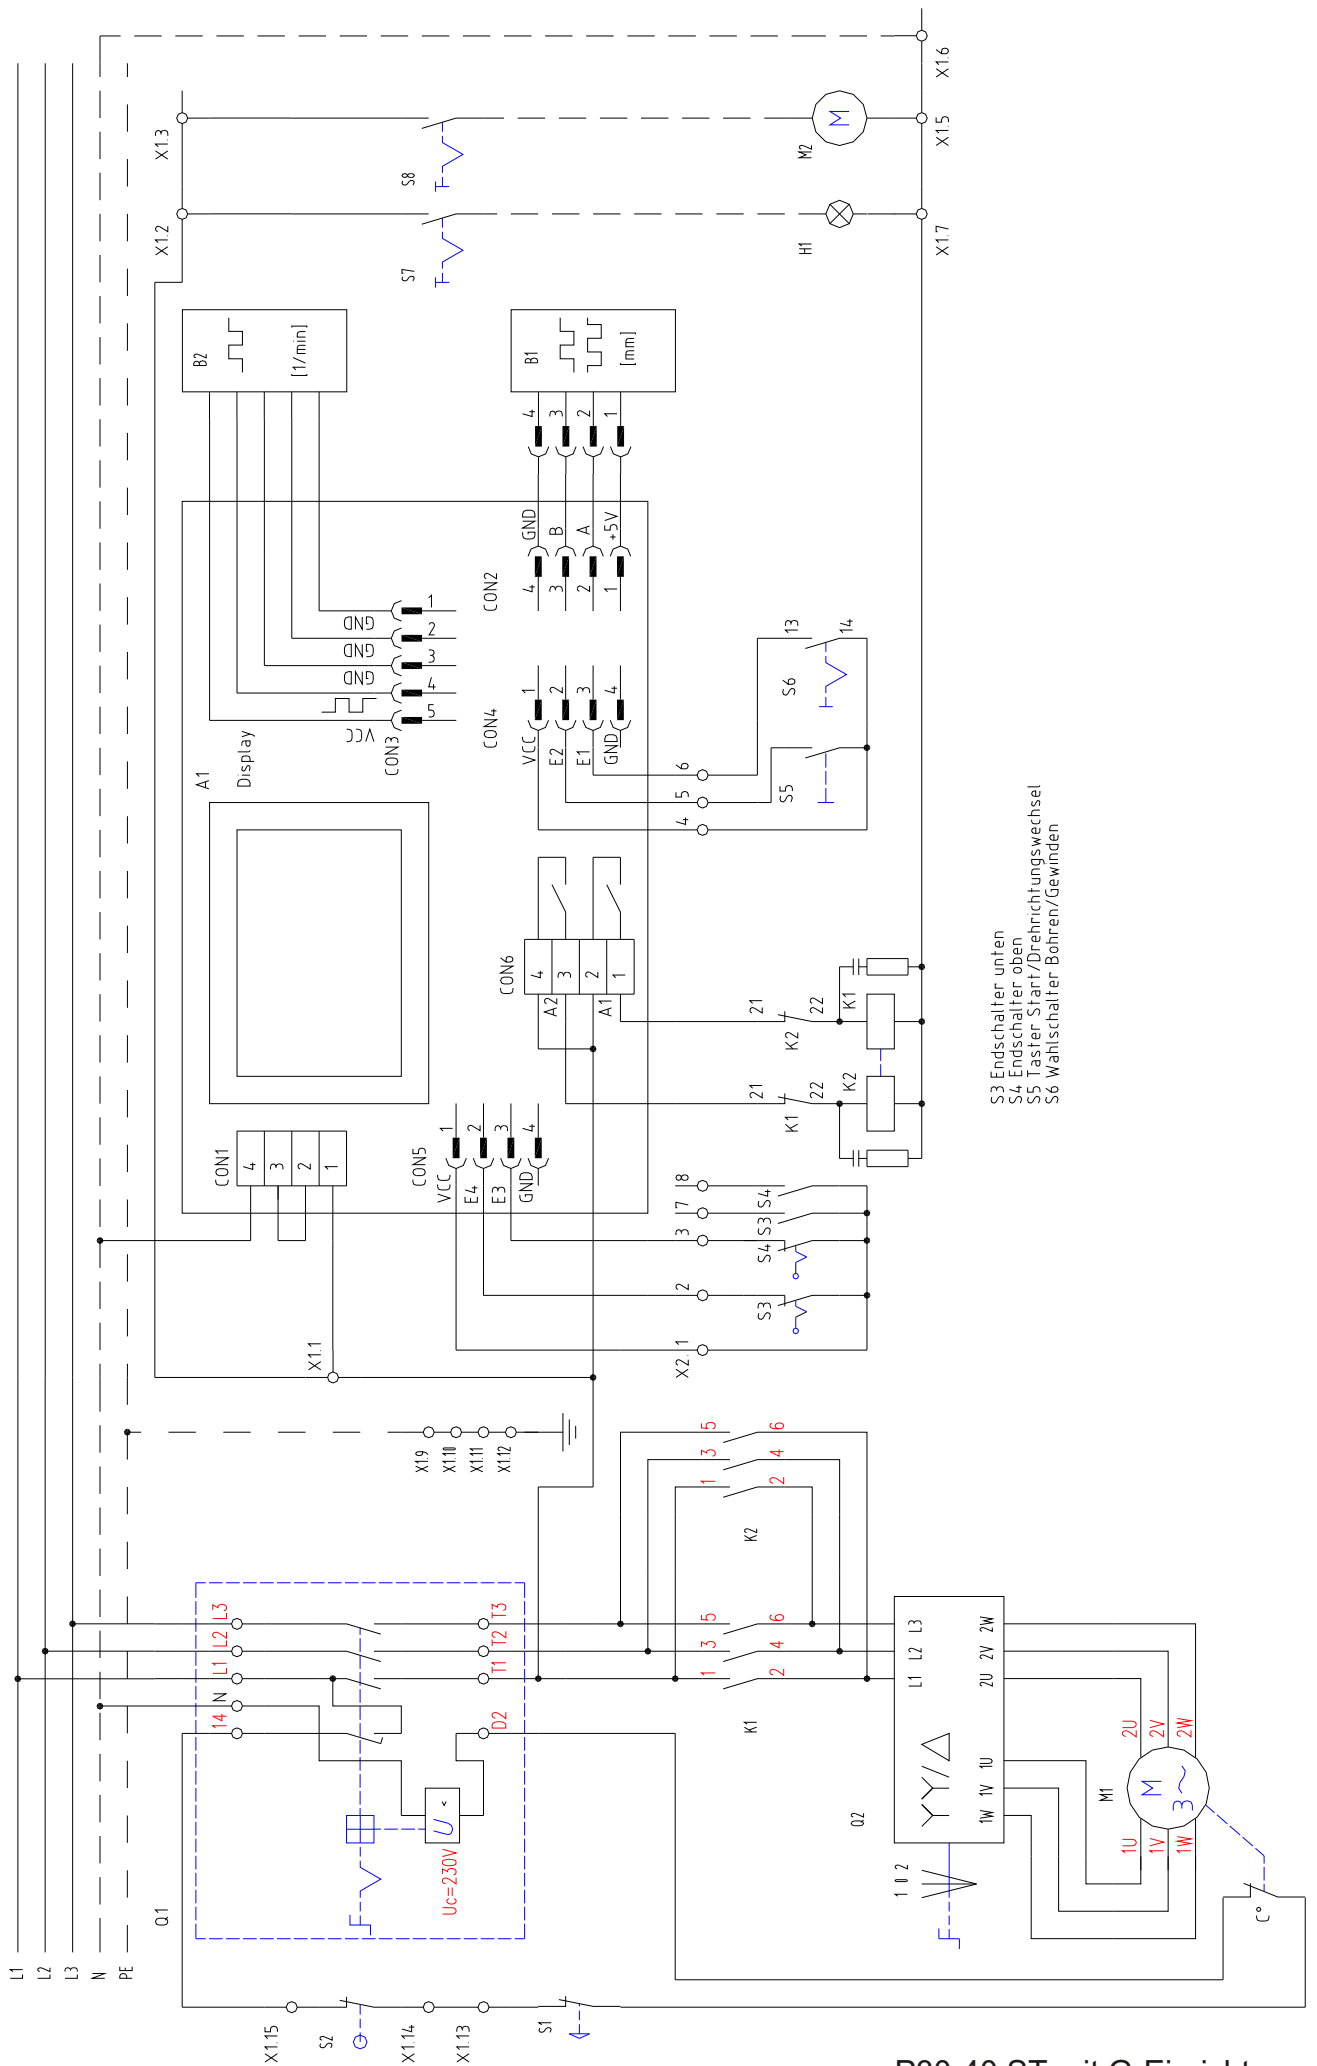 L1
L2
L3
N
PE
X1.15
S2
X1.14
X1.13
S1
Q1
14
N
L1
L2
L3
U <
Uc=230V
D2
T1
T2
T3
X1.9
X1.10
X1.11
X1.12
K1
1
3
5
2
4
6
K2
1
3
5
2
4
6
Q2
1 0 2
L1
L2
L3
1W
1V
1U
2U
2V
2W
M1
M
3~
1U
1V
1W
2U
2V
2W
C°
X1.1
CON1
4
3
2
1
A1
Display
CON5
VCC
E4
E3
GND
1
2
3
4
X2.1
2
3
7
8
S3
S4
S3
S4
CON6
4
3
2
1
A2
A1
K1
21
22
K2
K2
21
22
K1
CON4
VCC
E2
E1
GND
1
2
3
4
4
5
6
S5
S6
13
14
CON3
VCC
GND
GND
GND
5
4
3
2
1
CON2
4
3
2
1
GND
B
A
+5V
4
3
2
1
B2
[1/min]
B1
[mm]
X1.2
X1.3
S7
S8
H1
M2
M
X1.7
X1.5
X1.6
S3 Endschalter unten
S4 Endschalter oben
S5 Taster Start/Drehrichtungswechsel
S6 Wahlschalter Bohren/Gewinden